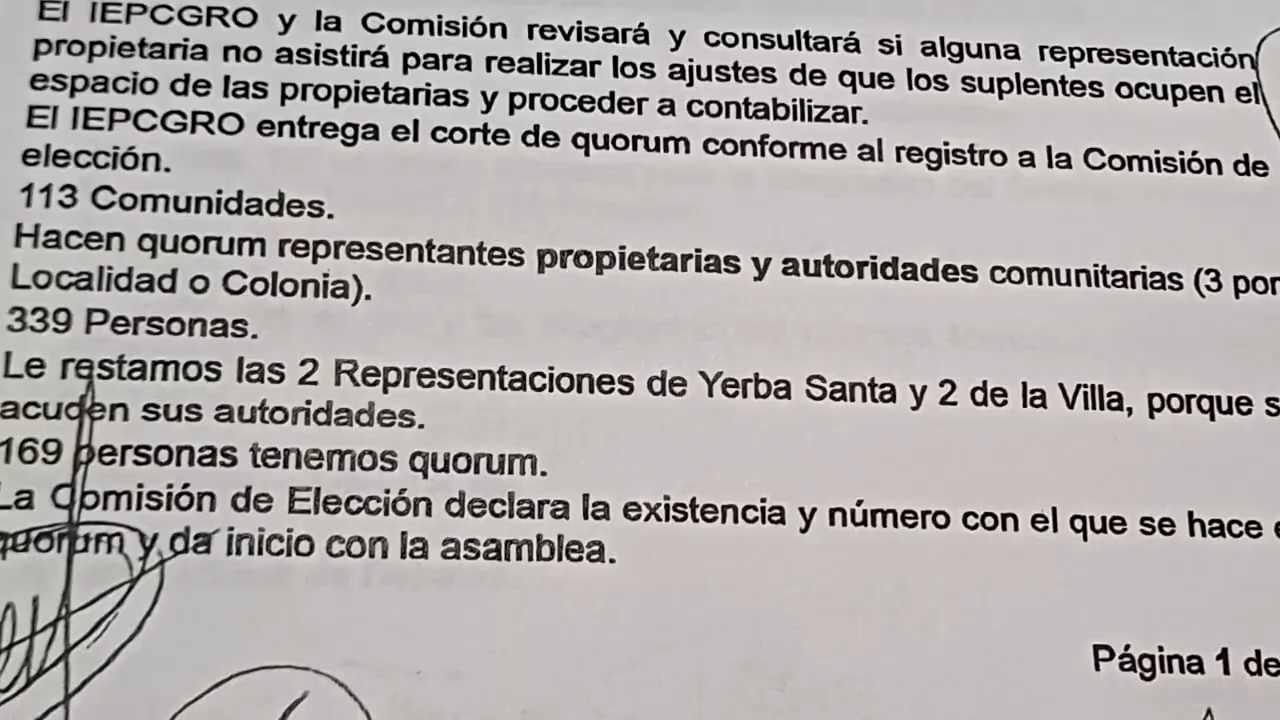 El IEPCGRO y la Comisión revisará y consultará si alguna representación
propietaria no asistirá para realizar los ajustes de que los suplentes ocupen el
espacio de las propietarias y proceder a contabilizar.
El IEPCGRO entrega el corte de quorum conforme al registro a la Comisión de
elección.
113 Comunidades.
Hacen quorum representantes propietarias y autoridades comunitarias (3 por
Localidad o Colonia).
339 Personas.
Le restamos las 2 Representaciones de Yerba Santa y 2 de la Villa, porque s
acuden sus autoridades.
169 personas tenemos quorum.
La Comisión de Elección declara la existencia y número con el que se hace e
quorum y da inicio con la asamblea.
Página 1 de